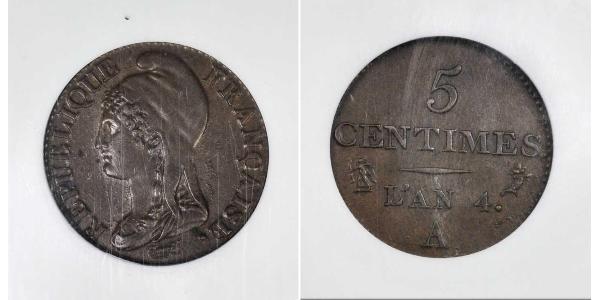 REPUBLIQUE FRANÇAISE.
5
CENTIMES.
L'AN 4.
A